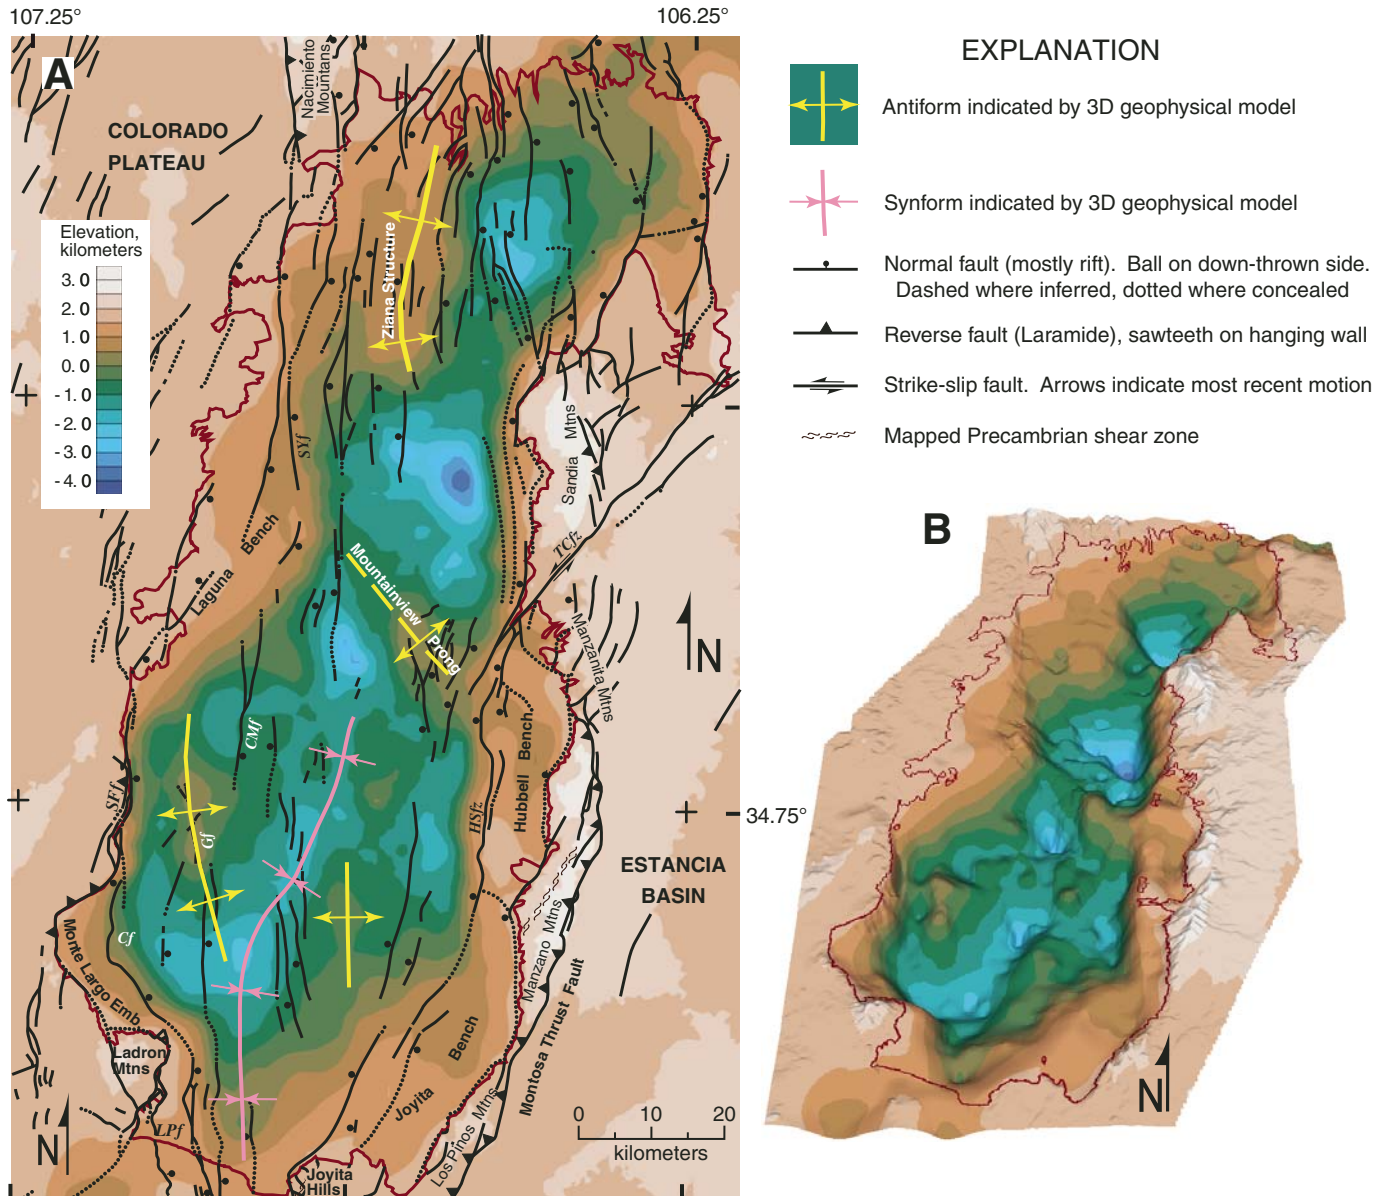 107.25°
106.25°
A
Nacimiento
Mountains
COLORADO
PLATEAU
Elevation,
kilometers
3.0
2.0
1.0
0.0
-1.0
-2.0
-3.0
-4.0
Ziana Structure
SYf
Sandia Mtns
Laguna Bench
TCfz
Mountainview Prong
Manzanita Mtns
N
CMf
Hubbell Bench
SFf
Gf
HSfz
34.75°
ESTANCIA
BASIN
Cf
Monte Largo Emb
Manzano Mtns
Montosa Thrust Fault
Ladron
Mtns
Joyita Bench
LPf
Los Pinos Mtns
N
Joyita
Hills
0 10 20
kilometers
EXPLANATION
Antiform indicated by 3D geophysical model
Synform indicated by 3D geophysical model
Normal fault (mostly rift). Ball on down-thrown side.
Dashed where inferred, dotted where concealed
Reverse fault (Laramide), sawteeth on hanging wall
Strike-slip fault. Arrows indicate most recent motion
Mapped Precambrian shear zone
B
N